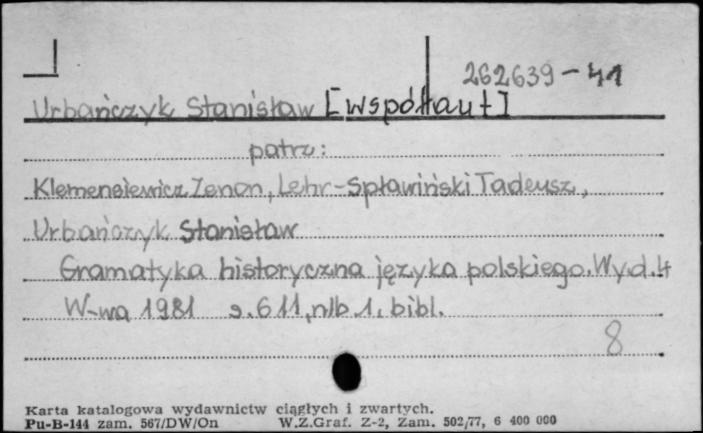 262639-41
Urbańczyk Stanisław [współaut]
patrz:
Klemensiewicz Zenon, Lehr-Spławiński Tadeusz,
Urbańczyk Stanisław
Gramatyka historyczna języka polskiego. Wyd. 4
W-wa 1981 s. 611, nlb 1, bibl.
8
Karta katalogowa wydawnictw ciągłych i zwartych.
Pu-B-144 zam. 567/DW/On W.Z.Graf. Z-2, Zam. 502/77, 6 400 000